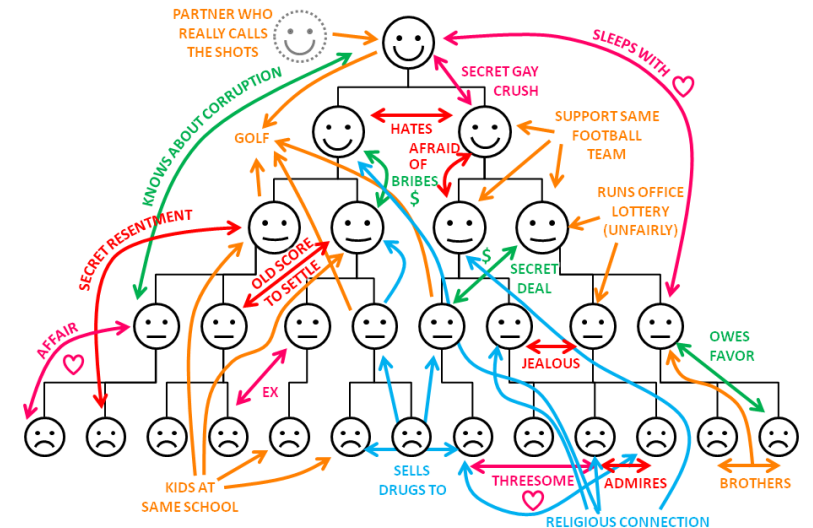 PARTNER WHO
REALLY CALLS
THE SHOTS
SLEEPS WITH
SECRET GAY
CRUSH
KNOWS ABOUT CORRUPTION
GOLF
HATES
AFRAID
OF
BRIBES
$
SUPPORT SAME
FOOTBALL
TEAM
RUNS OFFICE
LOTTERY
(UNFAIRLY)
SECRET RESENTMENT
OLD SCORE
TO SETTLE
$
SECRET
DEAL
AFFAIR
JEALOUS
OWES
FAVOR
EX
KIDS AT
SAME SCHOOL
SELLS
DRUGS TO
THREESOME
ADMIRES
BROTHERS
RELIGIOUS CONNECTION